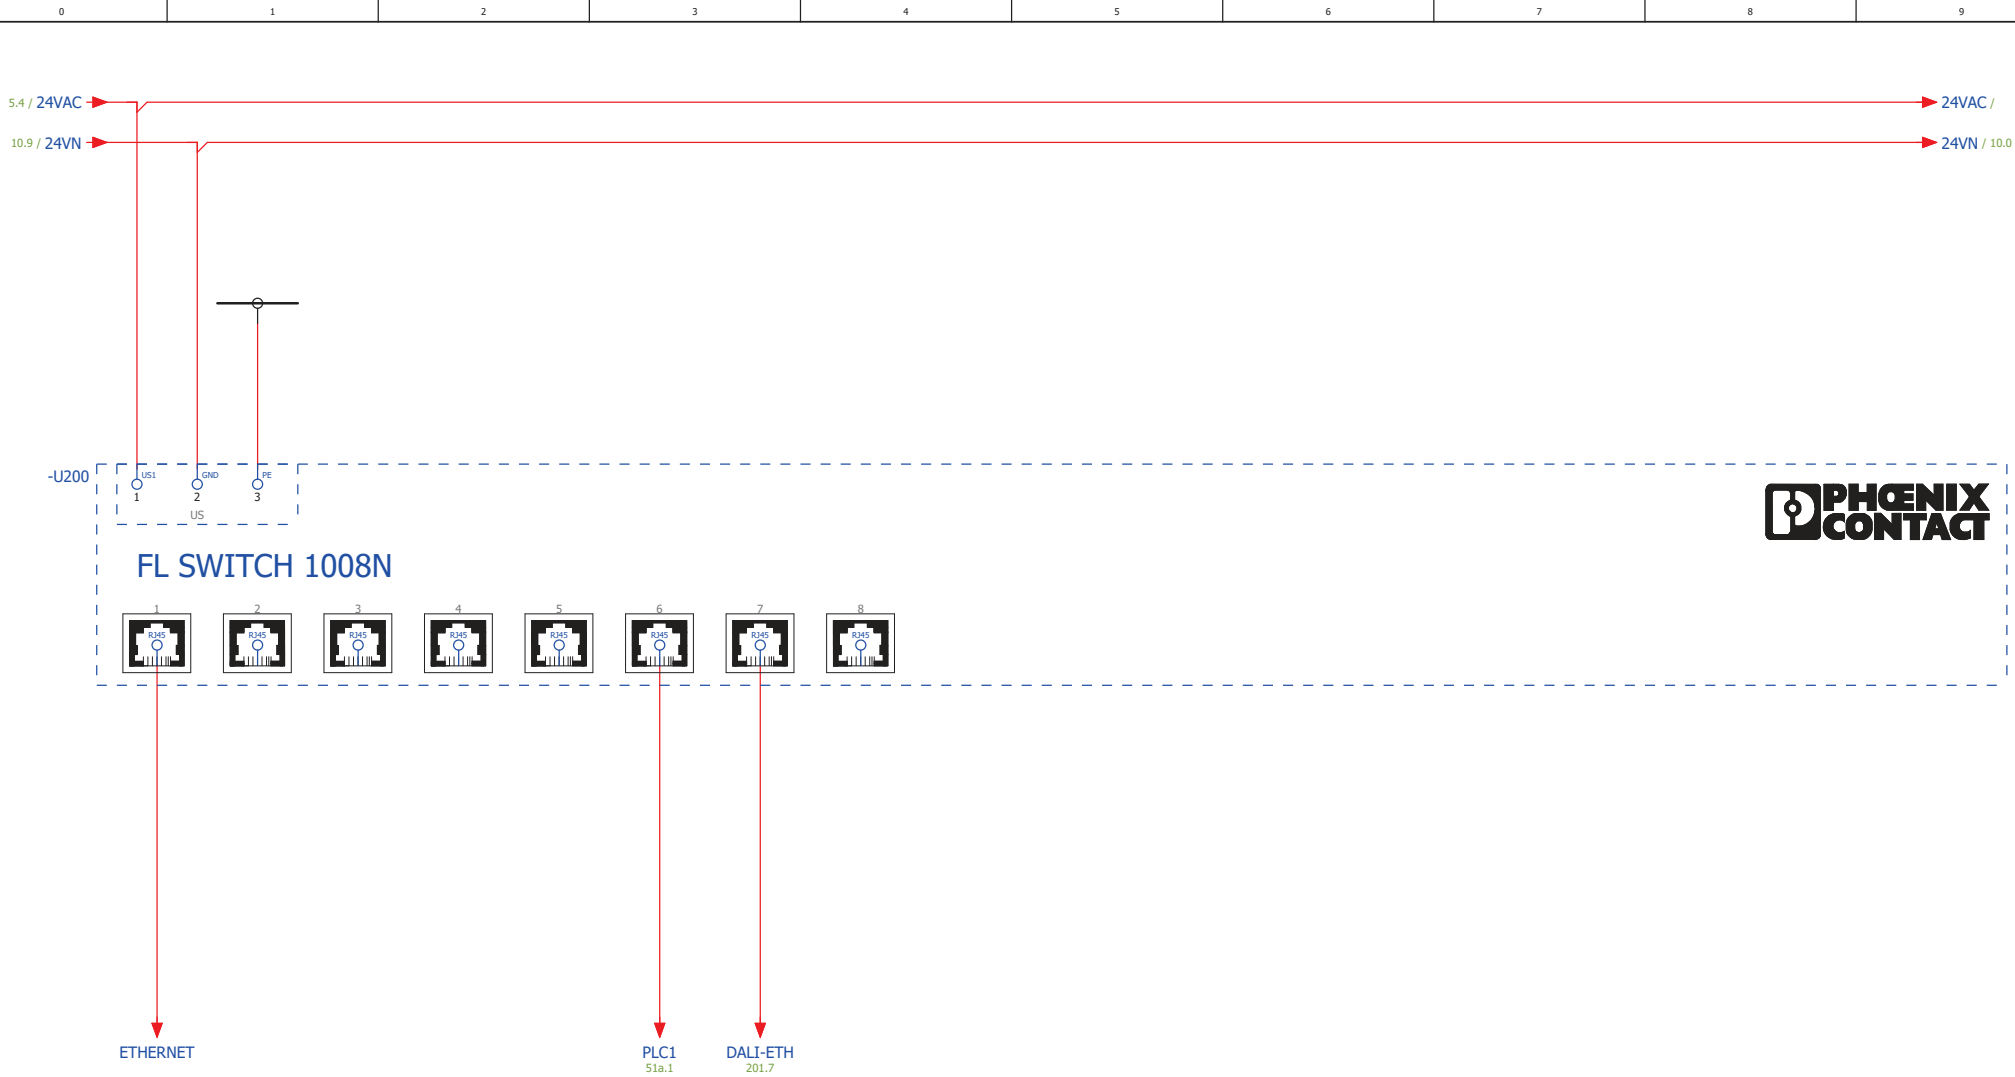 0 1 2 3 4 5 6 7 8 9
5.4 / 24VAC 24VAC /
10.9 / 24VN 24VN / 10.0
-U200
US1 GND PE
1 2 3
US
PHŒNIX
CONTACT
FL SWITCH 1008N
1 2 3 4 5 6 7 8
RJ45 RJ45 RJ45 RJ45 RJ45 RJ45 RJ45 RJ45
ETHERNET PLC1 DALI-ETH
51a.1 201.7